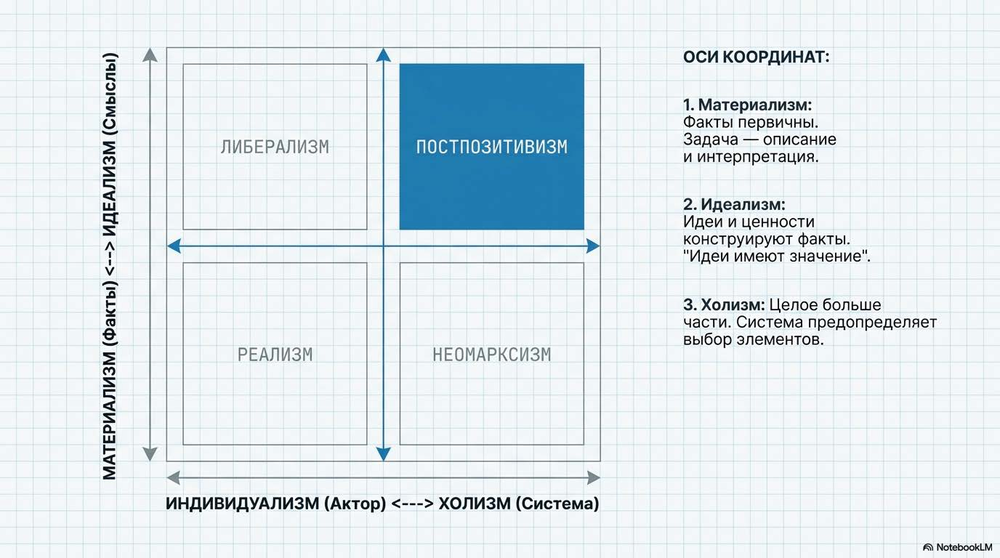 МАТЕРИАЛИЗМ (Факты) <--> ИДЕАЛИЗМ (Смыслы)
ЛИБЕРАЛИЗМ
ПОСТПОЗИТИВИЗМ
РЕАЛИЗМ
НЕОМАРКСИЗМ
ИНДИВИДУАЛИЗМ (Актор) <---> ХОЛИЗМ (Система)
ОСИ КООРДИНАТ:
1. Материализм:
Факты первичны.
Задача — описание
и интерпретация.
2. Идеализм:
Идеи и ценности
конструируют факты.
"Идеи имеют значение".
3. Холизм: Целое больше
части. Система предопределяет
выбор элементов.
NotebookLM